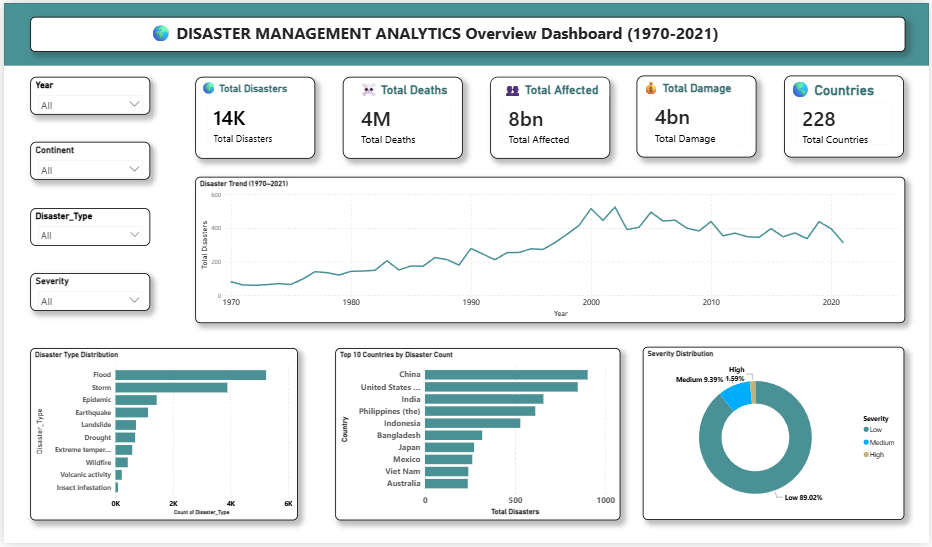 🌍 DISASTER MANAGEMENT ANALYTICS Overview Dashboard (1970-2021)
Year
All
Continent
All
Disaster_Type
All
Severity
All
🌍 Total Disasters
14K
Total Disasters
☠️ Total Deaths
4M
Total Deaths
👥 Total Affected
8bn
Total Affected
💰 Total Damage
4bn
Total Damage
🌍 Countries
228
Total Countries
Disaster Trend (1970–2021)
Total Disasters
600
400
200
0
1970
1980
1990
2000
2010
2020
Year
Disaster Type Distribution
Disaster_Type
Flood
Storm
Epidemic
Earthquake
Landslide
Drought
Extreme temper...
Wildfire
Volcanic activity
Insect infestation
0K
2K
4K
6K
Count of Disaster_Type
Top 10 Countries by Disaster Count
Country
China
United States ...
India
Philippines (the)
Indonesia
Bangladesh
Japan
Mexico
Viet Nam
Australia
0
500
1000
Total Disasters
Severity Distribution
High
1.59%
Medium 9.39%
Low 89.02%
Severity
Low
Medium
High